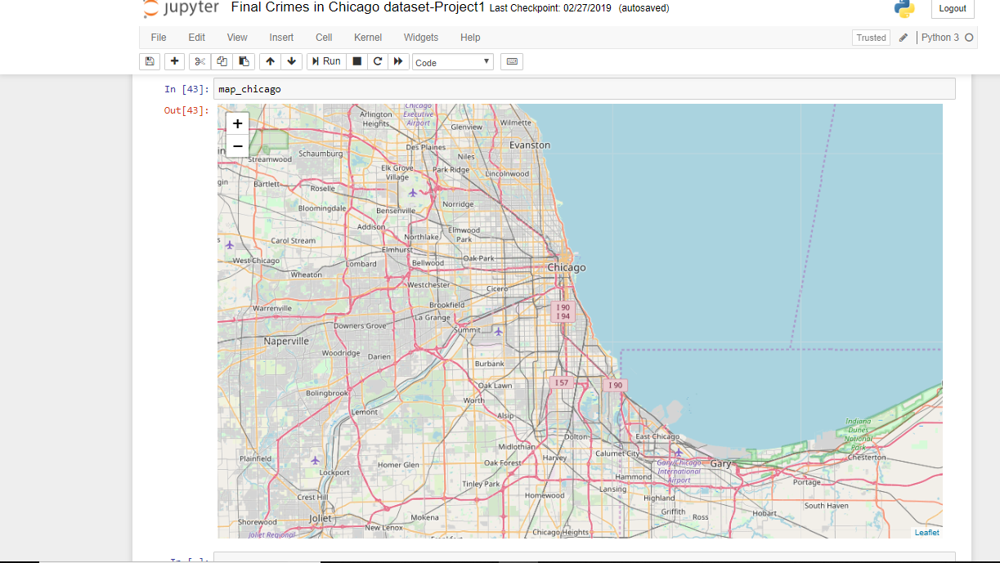 jupyter Final Crimes in Chicago dataset-Project1 Last Checkpoint: 02/27/2019 (autosaved)
Logout
File Edit View Insert Cell Kernel Widgets Help
Trusted Python 3
Run Code
In [43]: map_chicago
Out[43]:
+
−
Chicago
Executive
Airport
Arlington
Heights
Glenview
Wilmette
Evanston
Des Plaines
Niles
Streamwood
Schaumburg
Elk Grove
Village
Park Ridge
Lincolnwood
Bartlett
Roselle
Norridge
Bloomingdale
Bensenville
Addison
Northlake
Elmwood
Park
Carol Stream
Elmhurst
Oak Park
West Chicago
Lombard
Bellwood
Chicago
Wheaton
Westchester
Cicero
Brookfield
Warrenville
La Grange
I 90
I 94
Downers Grove
Summit
Naperville
Woodridge
Darien
Burbank
Oak Lawn
I 57
I 90
Bolingbrook
Worth
Lemont
Alsip
Indiana
Dunes
National
Park
Dolton
East Chicago
Midlothian
Calumet City
Plainfield
Homer Glen
Oak Forest
Harvey
Gary/Chicago
International
Airport
Gary
Chesterton
Lockport
Hammond
Tinley Park
Lansing
Portage
Crest Hill
Homewood
Highland
South Haven
Joliet
Mokena
Griffith
Ross
Hobart
Shorewood
New Lenox
Chicago Heights
Joliet Regional
Frankfort
Leaflet
In [ ]: